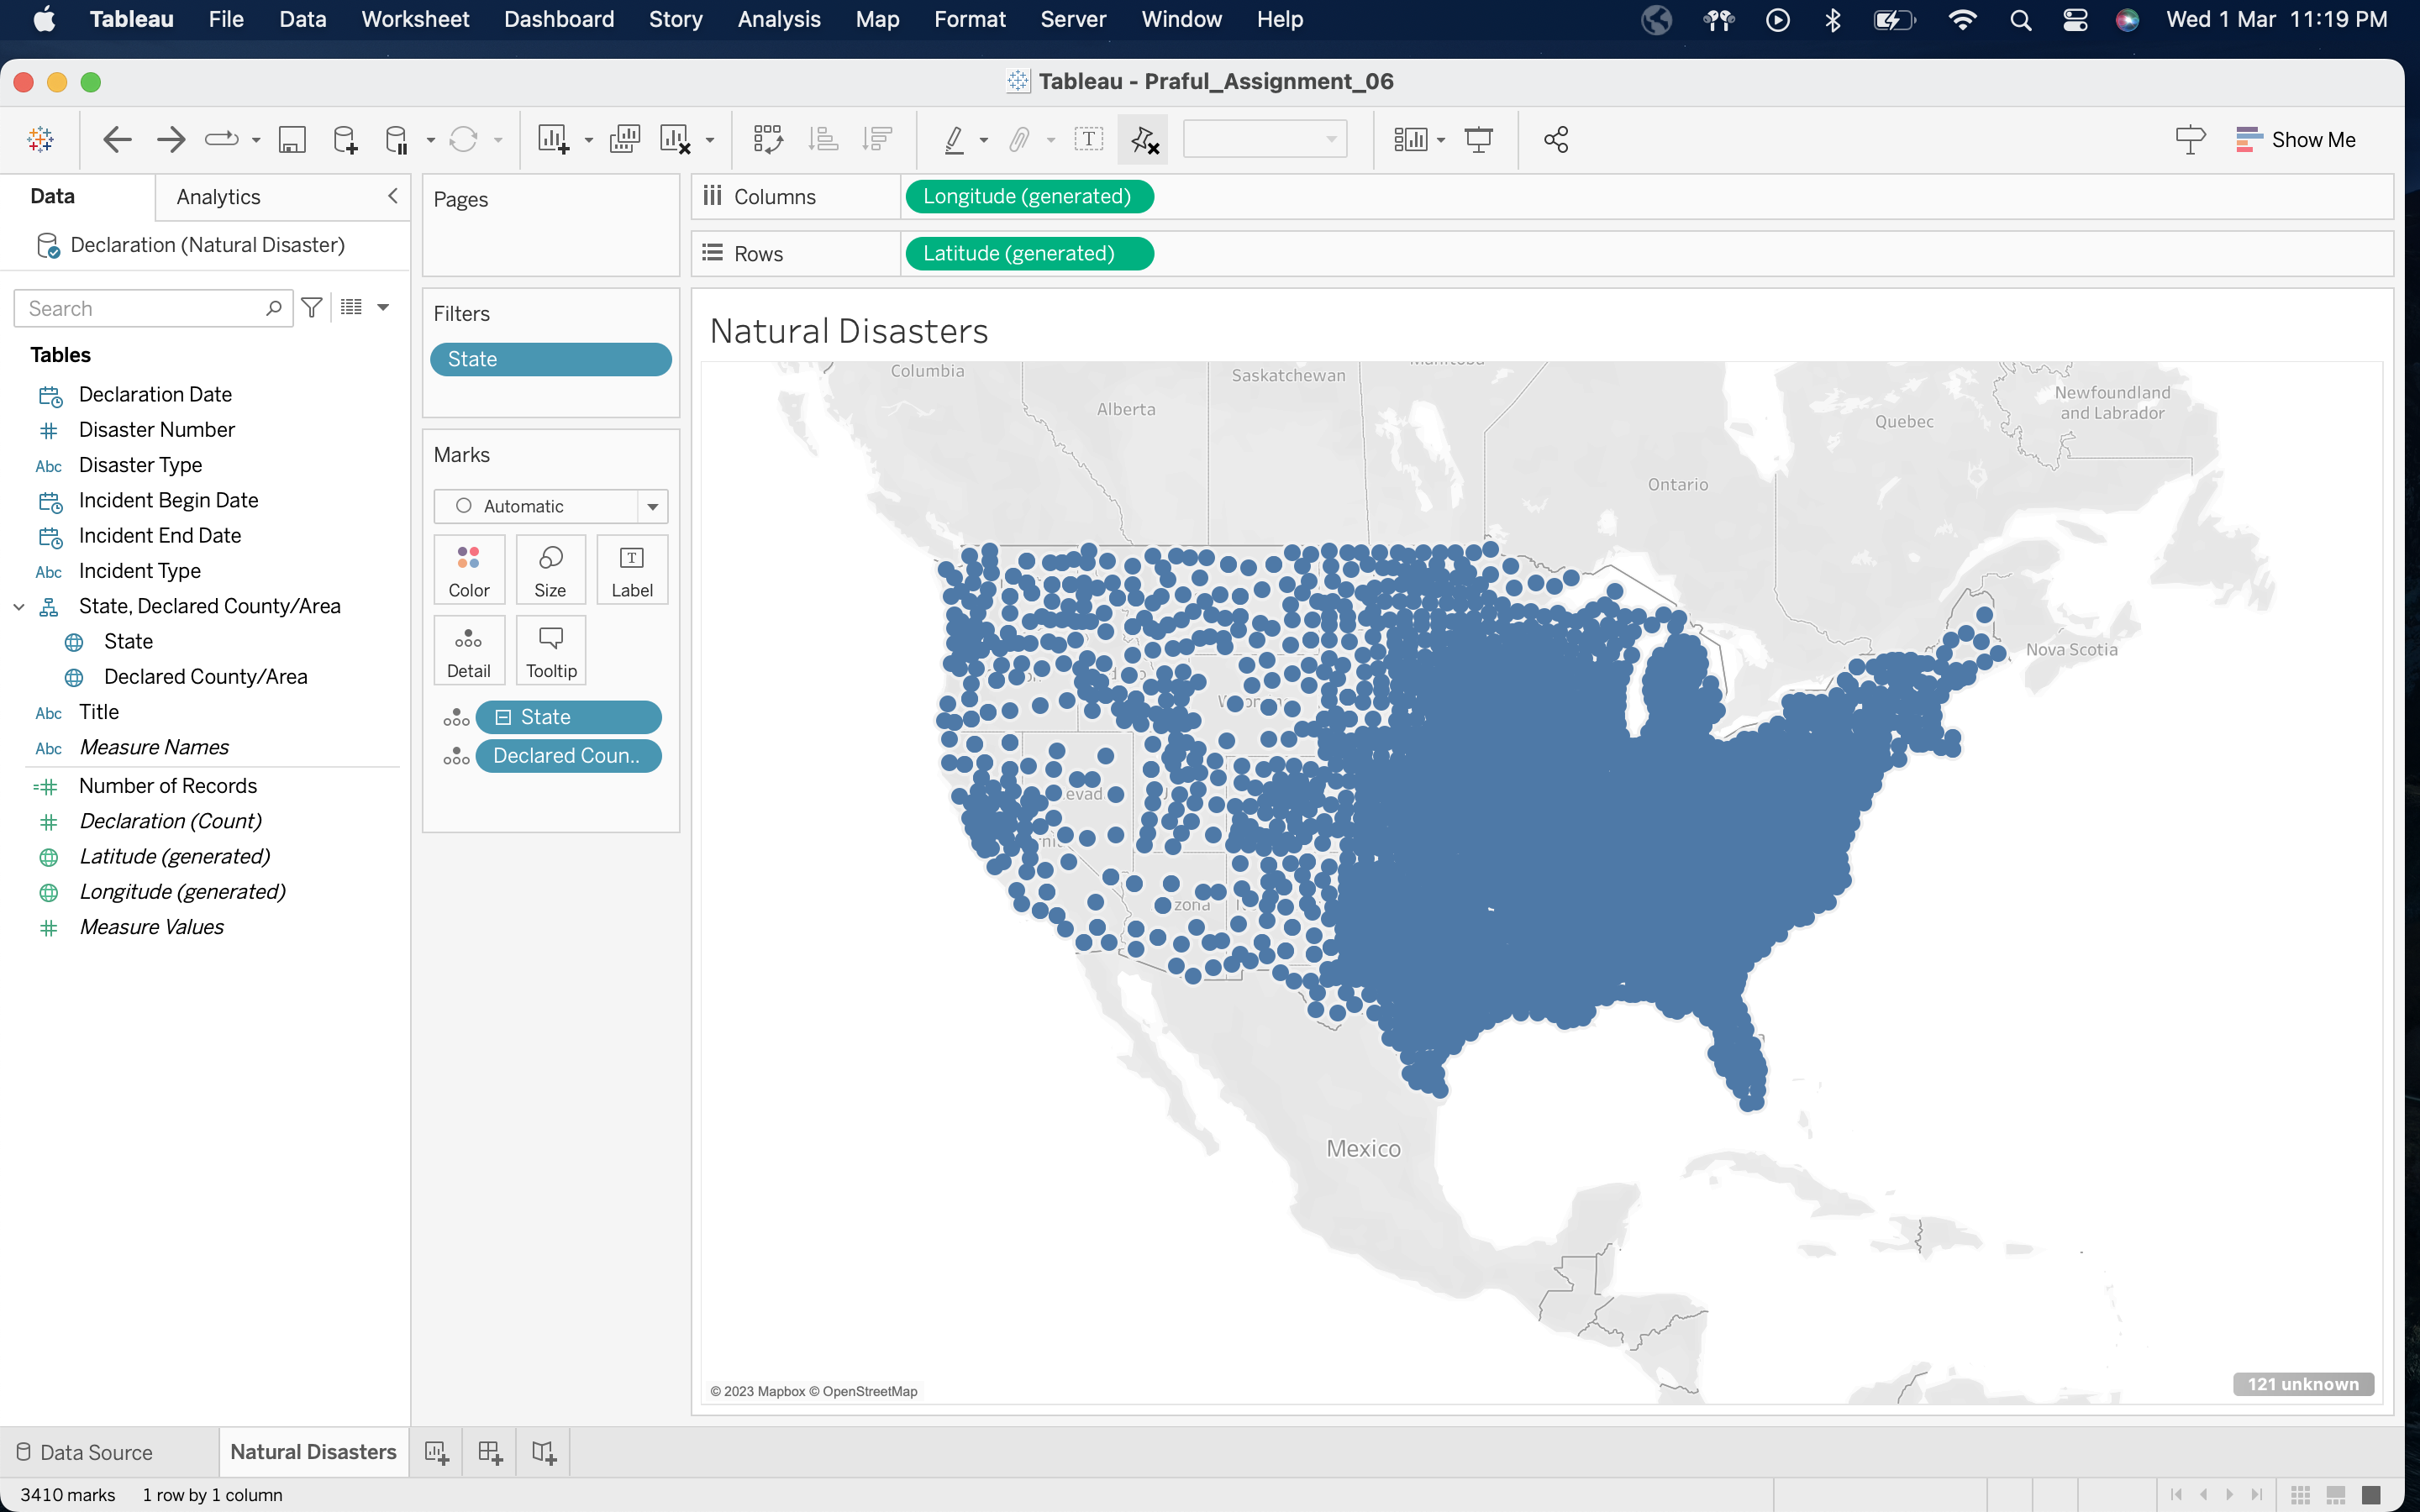 Tableau File Data Worksheet Dashboard Story Analysis Map Format Server Window Help Wed 1 Mar 11:19 PM
Tableau - Praful_Assignment_06
Show Me
Data Analytics
Declaration (Natural Disaster)
Search
Tables
Declaration Date
Disaster Number
Abc Disaster Type
Incident Begin Date
Incident End Date
Abc Incident Type
State, Declared County/Area
State
Declared County/Area
Abc Title
Abc Measure Names
Number of Records
Declaration (Count)
Latitude (generated)
Longitude (generated)
Measure Values
Pages
Filters
State
Marks
Automatic
Color Size Label
Detail Tooltip
State
Declared Coun..
Columns Longitude (generated)
Rows Latitude (generated)
Natural Disasters
Columbia
Saskatchewan
Alberta
Newfoundland
and Labrador
Quebec
Ontario
Nova Scotia
Mexico
© 2023 Mapbox © OpenStreetMap
121 unknown
Data Source Natural Disasters
3410 marks 1 row by 1 column